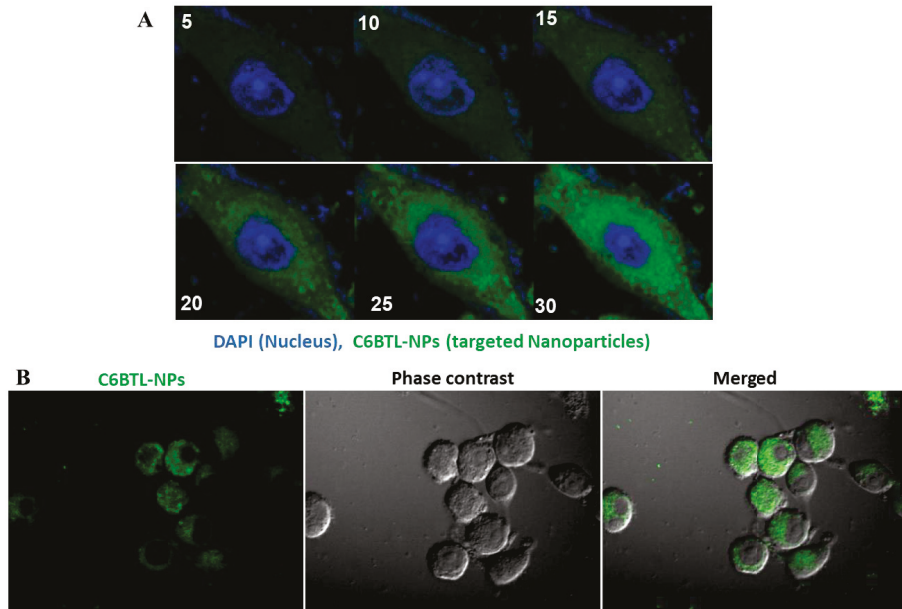 A
5 10 15
20 25 30
DAPI (Nucleus), C6BTL-NPs (targeted Nanoparticles)
B
C6BTL-NPs Phase contrast Merged